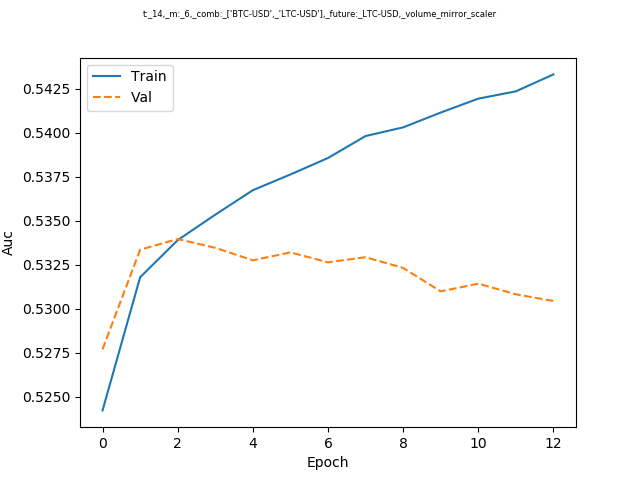 t:_14,_m:_6,_comb:_['BTC-USD',_'LTC-USD'],_future:_LTC-USD,_volume_mirror_scaler
Train
Val
0.5425
0.5400
0.5375
0.5350
0.5325
0.5300
0.5275
0.5250
Auc
0 2 4 6 8 10 12
Epoch